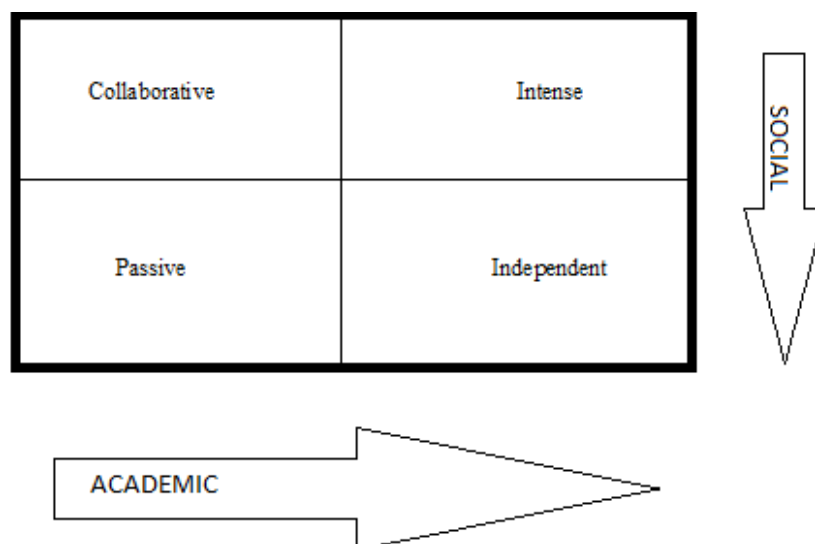 Collaborative
Intense
SOCIAL
Passive
Independent
ACADEMIC